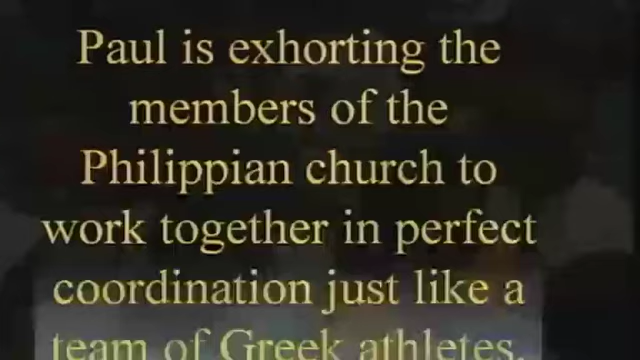 Paul is exhorting the
members of the
Philippian church to
work together in perfect
coordination just like a
team of Greek athletes.